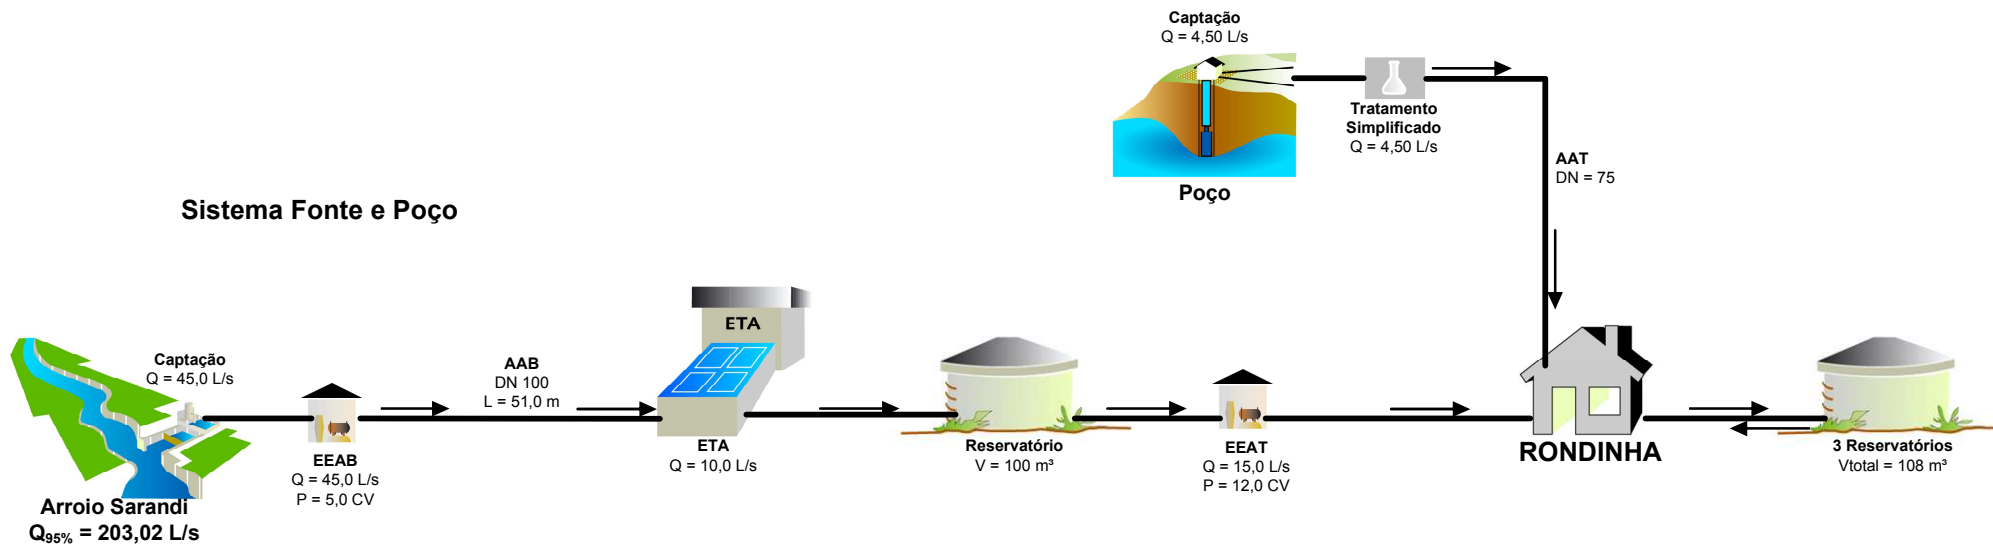 Captação
Q = 4,50 L/s
Tratamento
Simplificado
Q = 4,50 L/s
AAT
DN = 75
Poço
Sistema Fonte e Poço
ETA
Captação
Q = 45,0 L/s
AAB
DN 100
L = 51,0 m
EEAB
Q = 45,0 L/s
P = 5,0 CV
ETA
Q = 10,0 L/s
Reservatório
V = 100 m³
EEAT
Q = 15,0 L/s
P = 12,0 CV
RONDINHA
3 Reservatórios
Vtotal = 108 m³
Arroio Sarandi
Q95% = 203,02 L/s